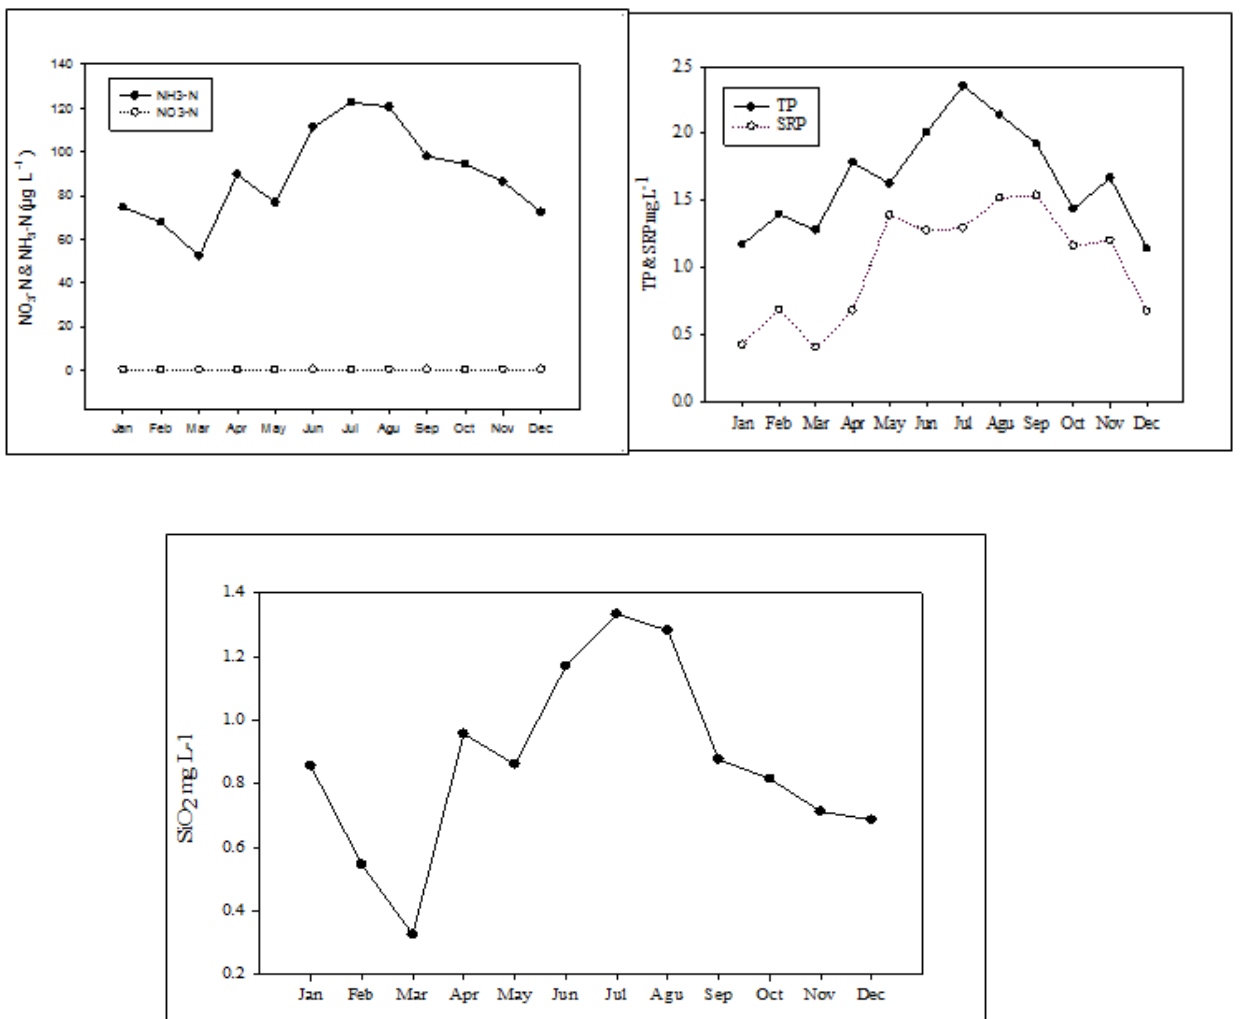 NO3-N & NH3-N (µg L-1)
140
120
100
80
60
40
20
0
NH3-N
NO3-N
Jan Feb Mar Apr May Jun Jul Agu Sep Oct Nov Dec
TP & SRP mg L-1
2.5
2.0
1.5
1.0
0.5
0.0
TP
SRP
Jan Feb Mar Apr May Jun Jul Agu Sep Oct Nov Dec
SiO2 mg L-1
1.4
1.2
1.0
0.8
0.6
0.4
0.2
Jan Feb Mar Apr May Jun Jul Agu Sep Oct Nov Dec